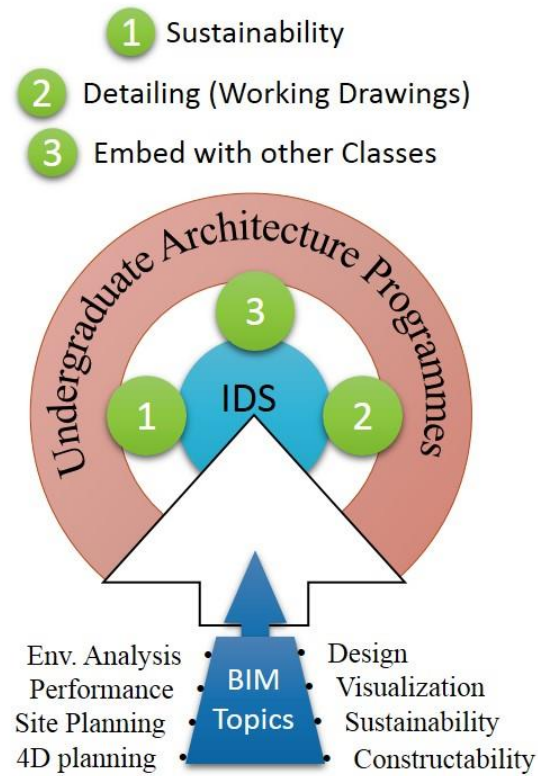 1 Sustainability
2 Detailing (Working Drawings)
3 Embed with other Classes
Undergraduate Architecture Programmes
3
IDS
1
2
Env. Analysis
Performance
Site Planning
4D planning
BIM
Topics
Design
Visualization
Sustainability
Constructability